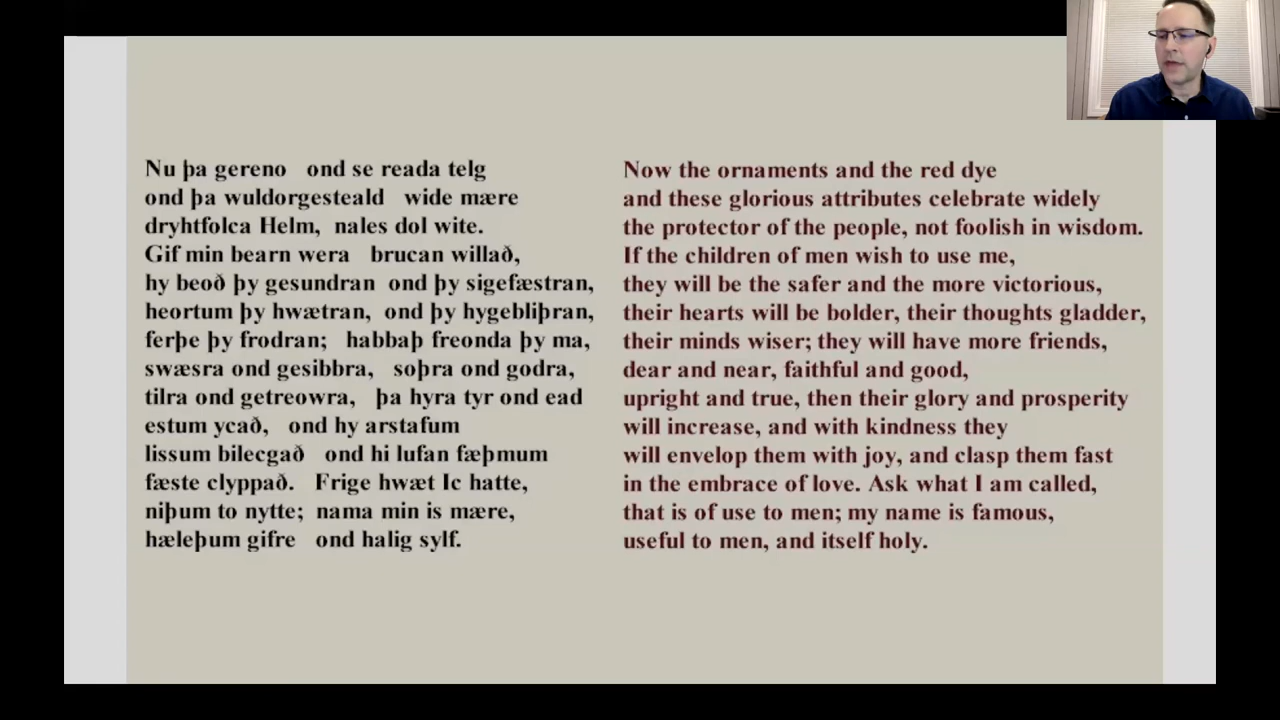 Nu þa gereno ond se reada telg
ond þa wuldorgesteald wide mære
dryhtfolca Helm, nales dol wite.
Gif min bearn wera brucan willað,
hy beoð þy gesundran ond þy sigefæstran,
heortum þy hwætran, ond þy hygebliþran,
ferþe þy frodran; habbaþ freonda þy ma,
swæsra ond gesibbra, soþra ond godra,
tilra ond getreowra, þa hyra tyr ond ead
estum ycað, ond hy arstafum
lissum bilecgað ond hi lufan fæþmum
fæste clyppað. Frige hwæt Ic hatte,
niþum to nytte; nama min is mære,
hæleþum gifre ond halig sylf.
Now the ornaments and the red dye
and these glorious attributes celebrate widely
the protector of the people, not foolish in wisdom.
If the children of men wish to use me,
they will be the safer and the more victorious,
their hearts will be bolder, their thoughts gladder,
their minds wiser; they will have more friends,
dear and near, faithful and good,
upright and true, then their glory and prosperity
will increase, and with kindness they
will envelop them with joy, and clasp them fast
in the embrace of love. Ask what I am called,
that is of use to men; my name is famous,
useful to men, and itself holy.